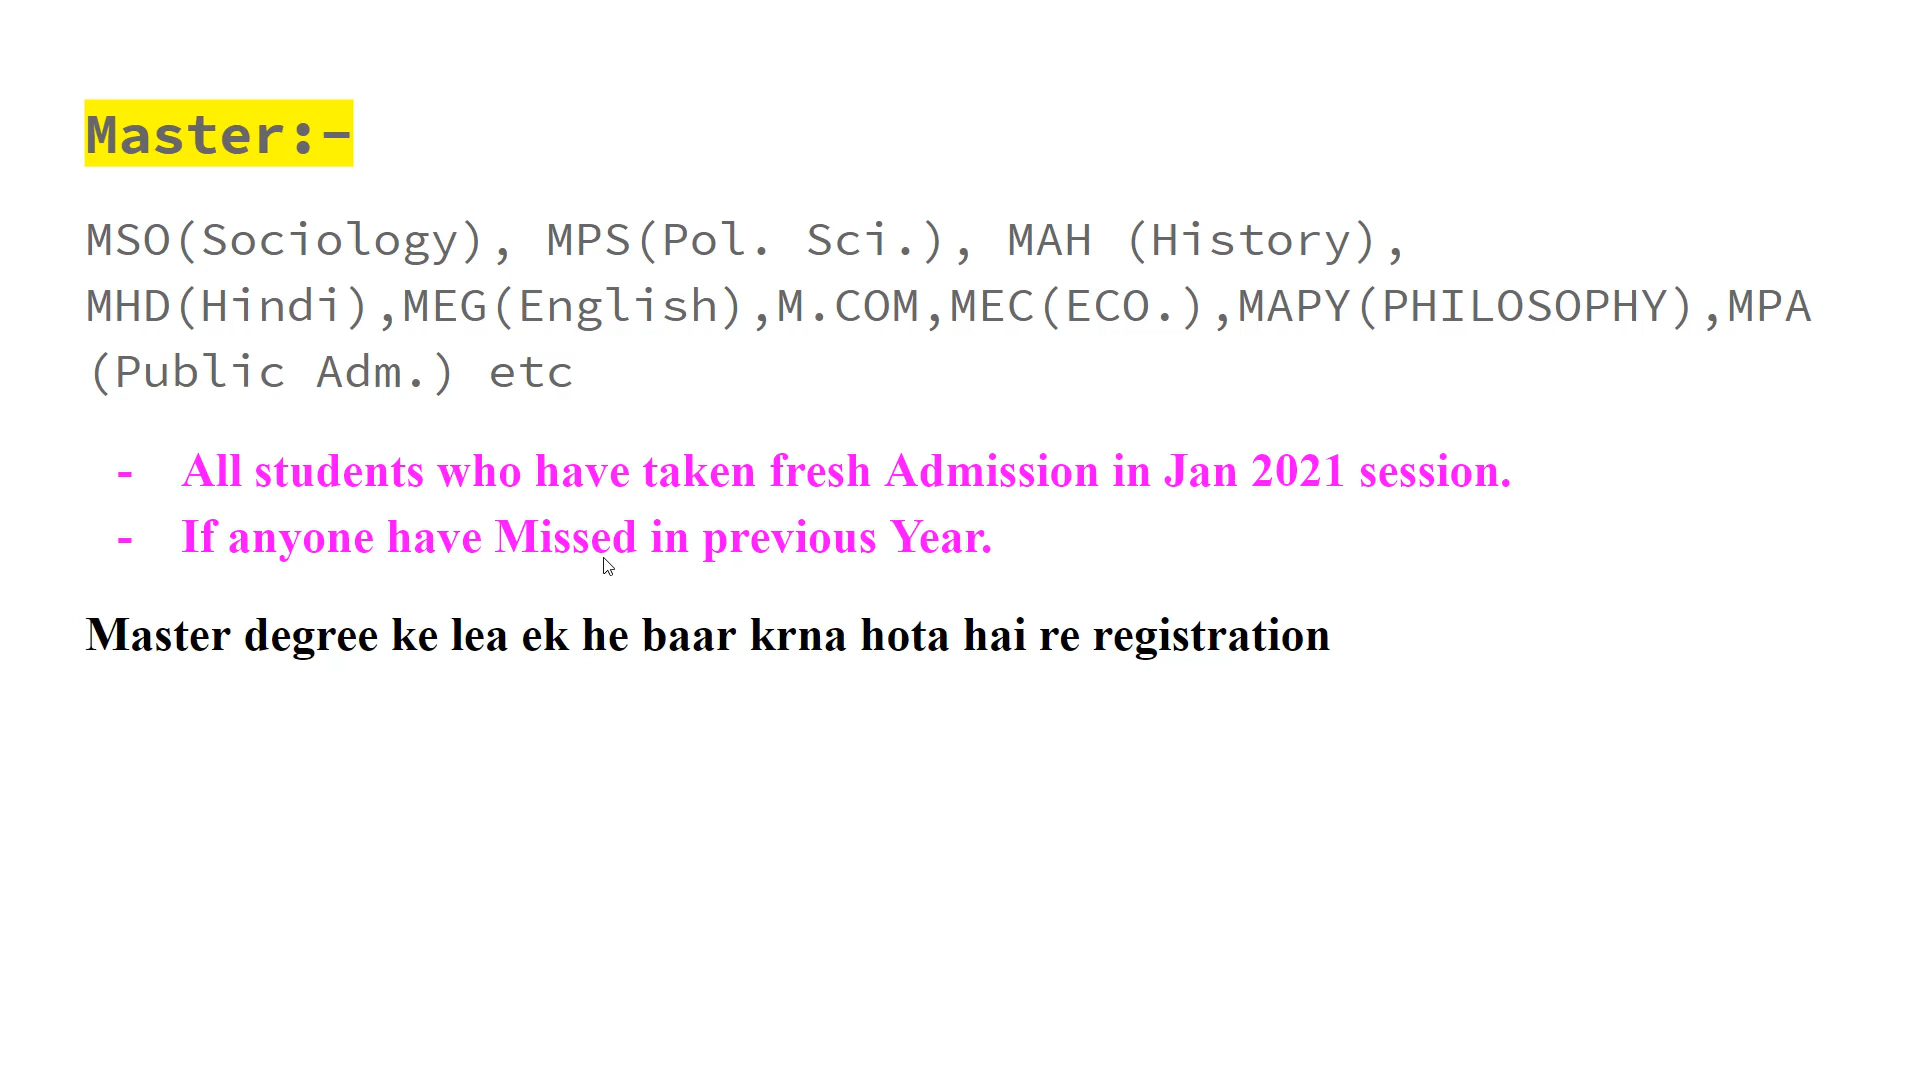 Master:-
MSO(Sociology), MPS(Pol. Sci.), MAH (History),
MHD(Hindi),MEG(English),M.COM,MEC(ECO.),MAPY(PHILOSOPHY),MPA
(Public Adm.) etc
- All students who have taken fresh Admission in Jan 2021 session.
- If anyone have Missed in previous Year.
Master degree ke lea ek he baar krna hota hai re registration